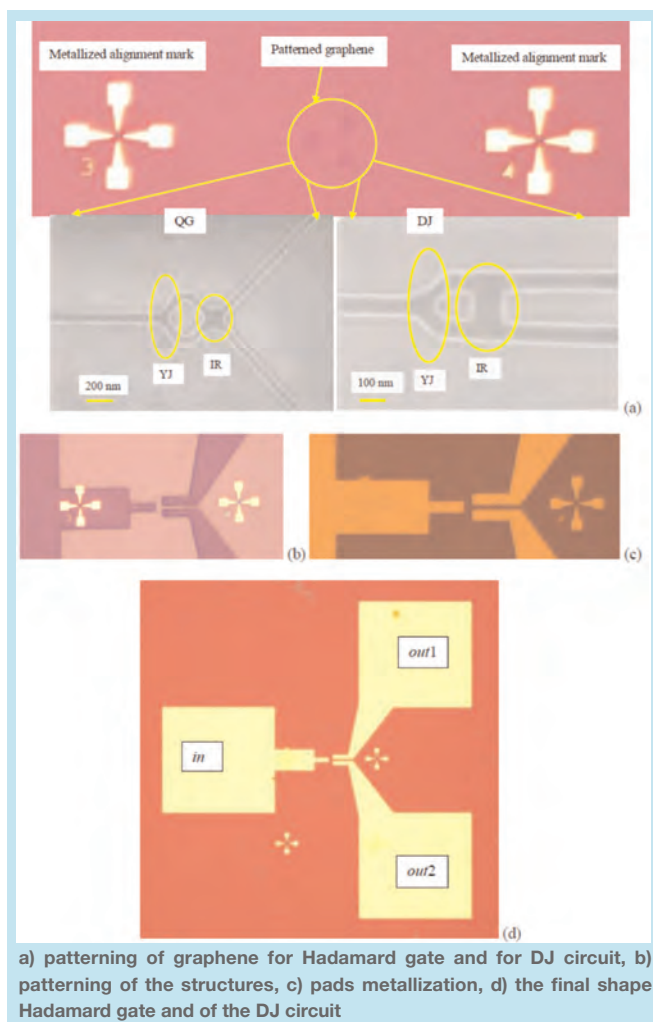 Metallized alignment mark
Patterned graphene
Metallized alignment mark
3
4
QG
DJ
YJ
IR
200 nm
YJ
IR
100 nm
(a)
(b)
(c)
in
out1
out2
(d)
a) patterning of graphene for Hadamard gate and for DJ circuit, b)
patterning of the structures, c) pads metallization, d) the final shape
Hadamard gate and of the DJ circuit